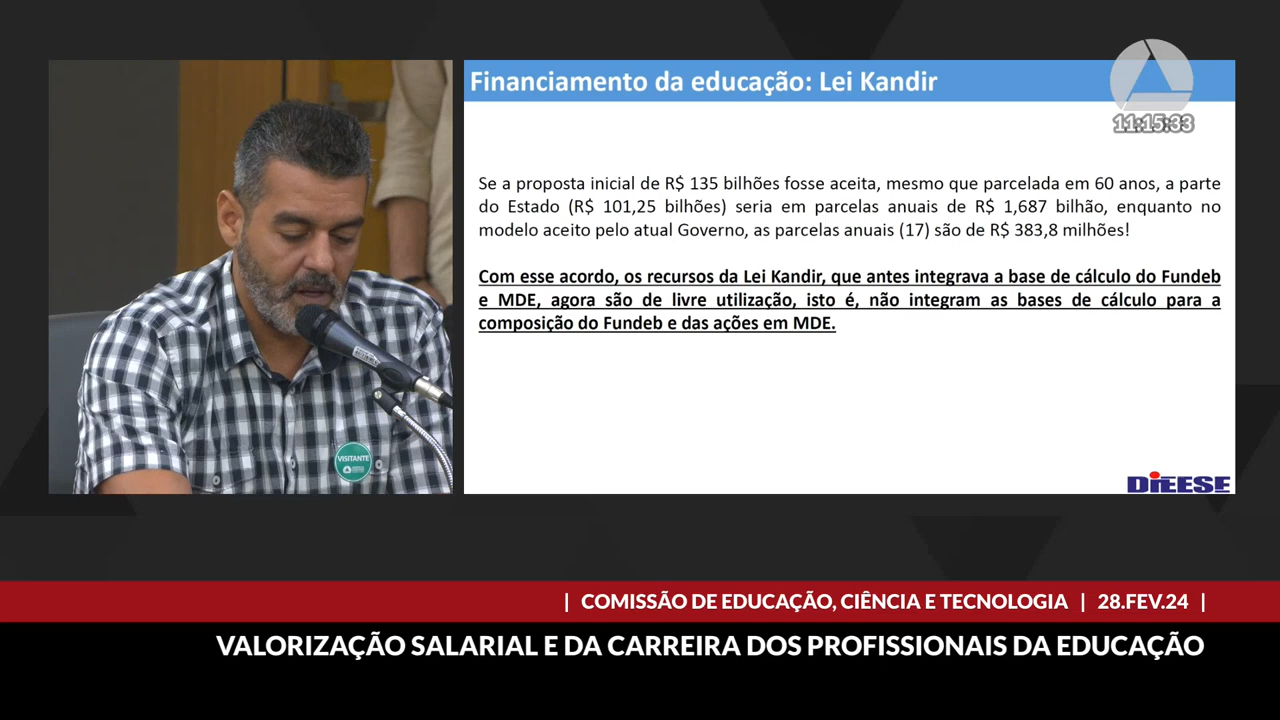 Financiamento da educação: Lei Kandir
11:15:33
Se a proposta inicial de R$ 135 bilhões fosse aceita, mesmo que parcelada em 60 anos, a parte
do Estado (R$ 101,25 bilhões) seria em parcelas anuais de R$ 1,687 bilhão, enquanto no
modelo aceito pelo atual Governo, as parcelas anuais (17) são de R$ 383,8 milhões!
Com esse acordo, os recursos da Lei Kandir, que antes integrava a base de cálculo do Fundeb
e MDE, agora são de livre utilização, isto é, não integram as bases de cálculo para a
composição do Fundeb e das ações em MDE.
VISITANTE
DIEESE
| COMISSÃO DE EDUCAÇÃO, CIÊNCIA E TECNOLOGIA | 28.FEV.24 |
VALORIZAÇÃO SALARIAL E DA CARREIRA DOS PROFISSIONAIS DA EDUCAÇÃO